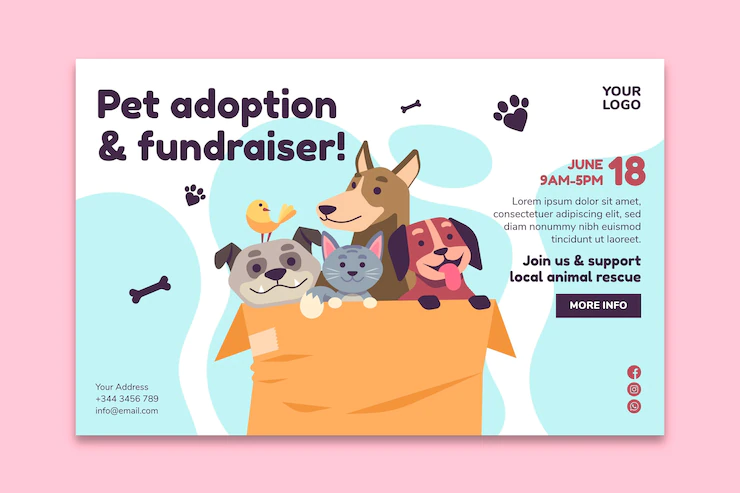 Pet adoption
& fundraiser!
YOUR
LOGO
JUNE 18
9AM-5PM
Lorem ipsum dolor sit amet,
consectetuer adipiscing elit, sed
diam nonummy nibh euismod
tincidunt ut laoreet.
Join us & support
local animal rescue
MORE INFO
Your Address
+344 3456 789
info@email.com